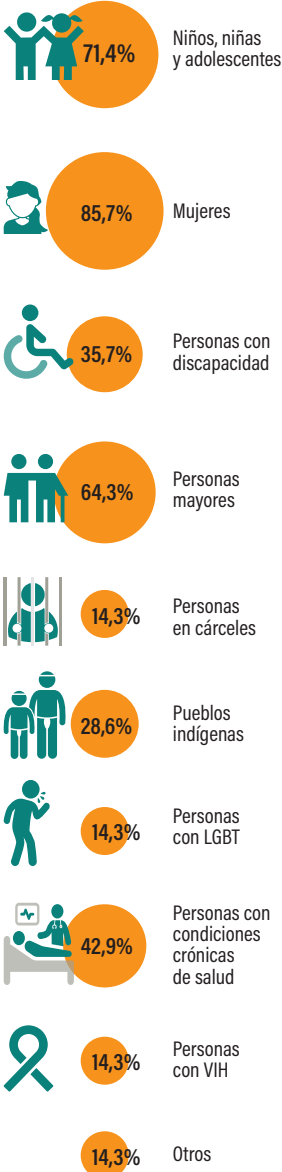 71,4%
Niños, niñas
y adolescentes
85,7%
Mujeres
35,7%
Personas con
discapacidad
64,3%
Personas
mayores
14,3%
Personas
en cárceles
28,6%
Pueblos
indígenas
14,3%
Personas
con LGBT
42,9%
Personas con
condiciones
crónicas
de salud
14,3%
Personas
con VIH
14,3%
Otros